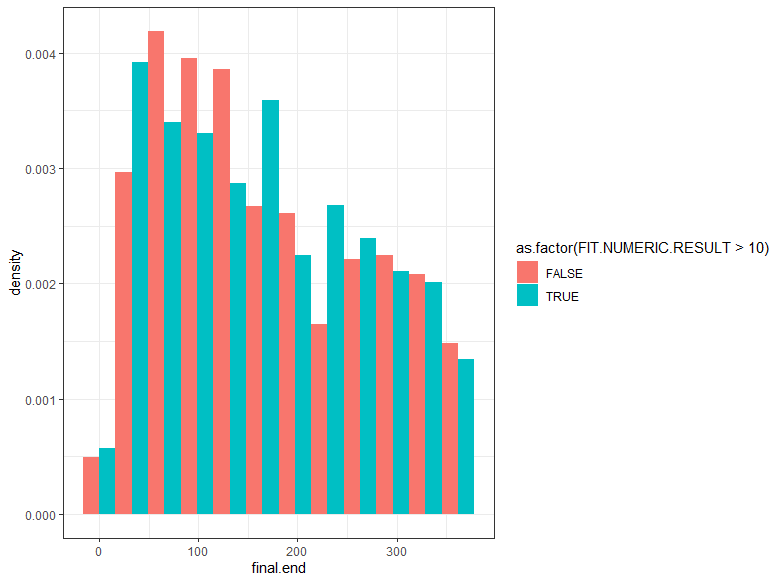 0.004
0.003
0.002
0.001
0.000
density
0
100
200
300
final.end
as.factor(FIT.NUMERIC.RESULT > 10)
FALSE
TRUE